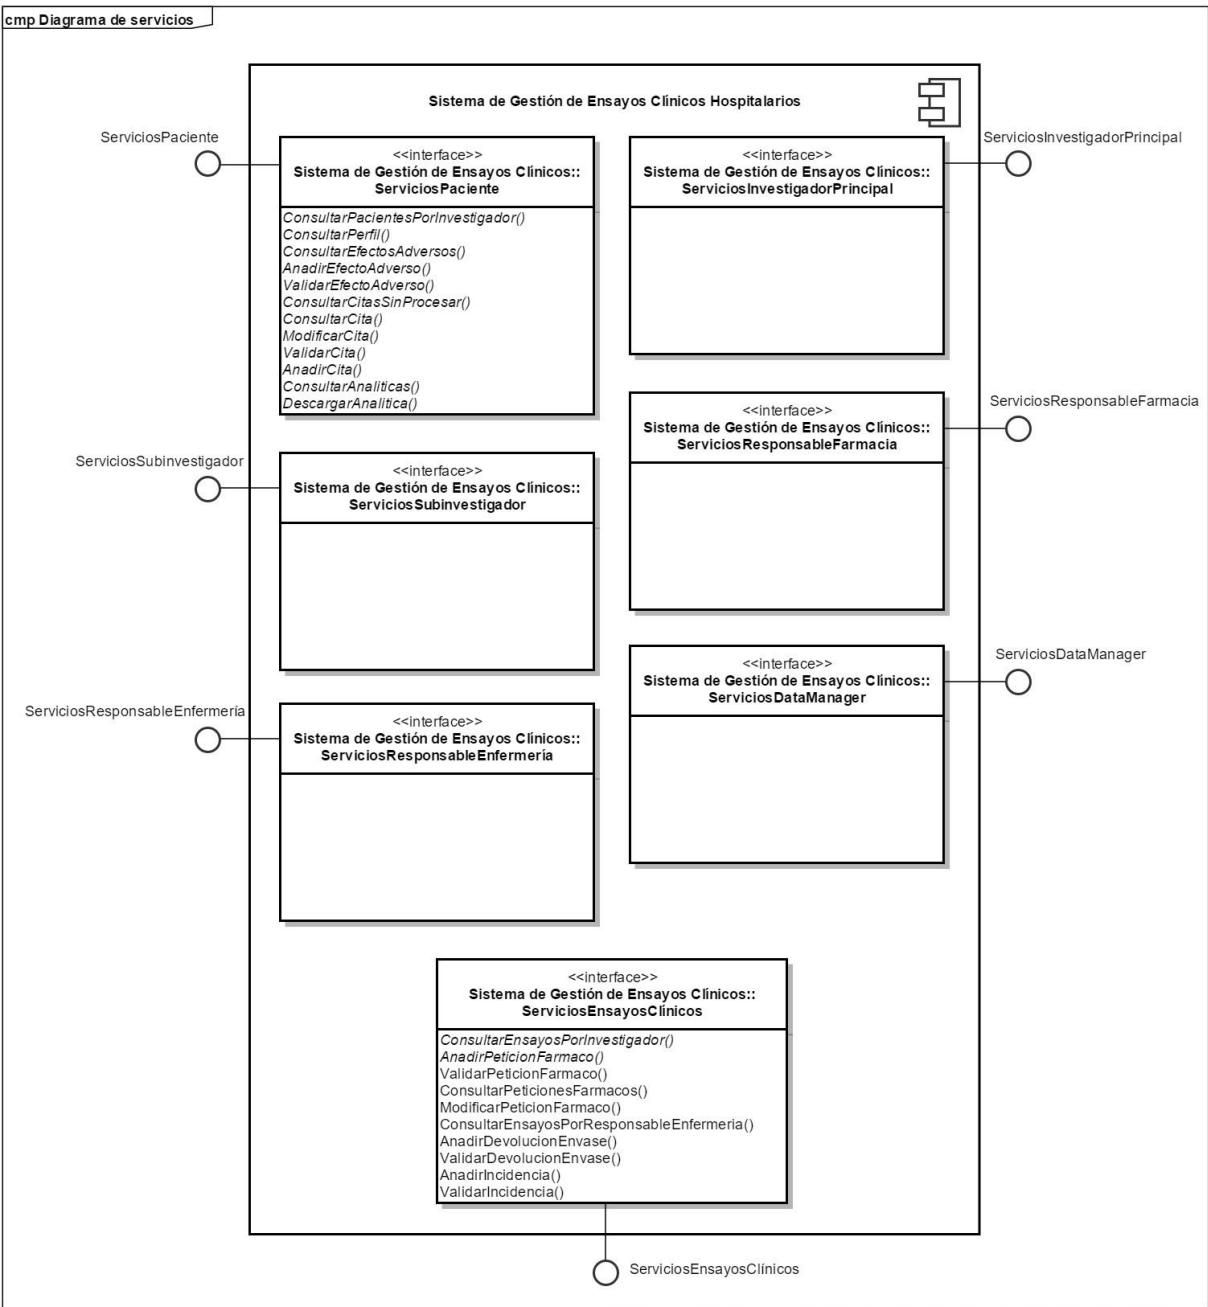 cmp Diagrama de servicios
Sistema de Gestión de Ensayos Clínicos Hospitalarios
ServiciosPaciente
<<interface>>
Sistema de Gestión de Ensayos Clínicos::
ServiciosPaciente
ConsultarPacientesPorInvestigador()
ConsultarPerfil()
ConsultarEfectosAdversos()
AnadirEfectoAdverso()
ValidarEfectoAdverso()
ConsultarCitasSinProcesar()
ConsultarCita()
ModificarCita()
ValidarCita()
AnadirCita()
ConsultarAnaliticas()
DescargarAnalitica()
ServiciosInvestigadorPrincipal
<<interface>>
Sistema de Gestión de Ensayos Clínicos::
ServiciosInvestigadorPrincipal
ServiciosResponsableFarmacia
<<interface>>
Sistema de Gestión de Ensayos Clínicos::
ServiciosResponsableFarmacia
ServiciosSubinvestigador
<<interface>>
Sistema de Gestión de Ensayos Clínicos::
ServiciosSubinvestigador
ServiciosDataManager
<<interface>>
Sistema de Gestión de Ensayos Clínicos::
ServiciosDataManager
ServiciosResponsableEnfermería
<<interface>>
Sistema de Gestión de Ensayos Clínicos::
ServiciosResponsableEnfermería
<<interface>>
Sistema de Gestión de Ensayos Clínicos::
ServiciosEnsayosClínicos
ConsultarEnsayosPorInvestigador()
AnadirPeticionFarmaco()
ValidarPeticionFarmaco()
ConsultarPeticionesFarmacos()
ModificarPeticionFarmaco()
ConsultarEnsayosPorResponsableEnfermeria()
AnadirDevolucionEnvase()
ValidarDevolucionEnvase()
AnadirIncidencia()
ValidarIncidencia()
ServiciosEnsayosClínicos